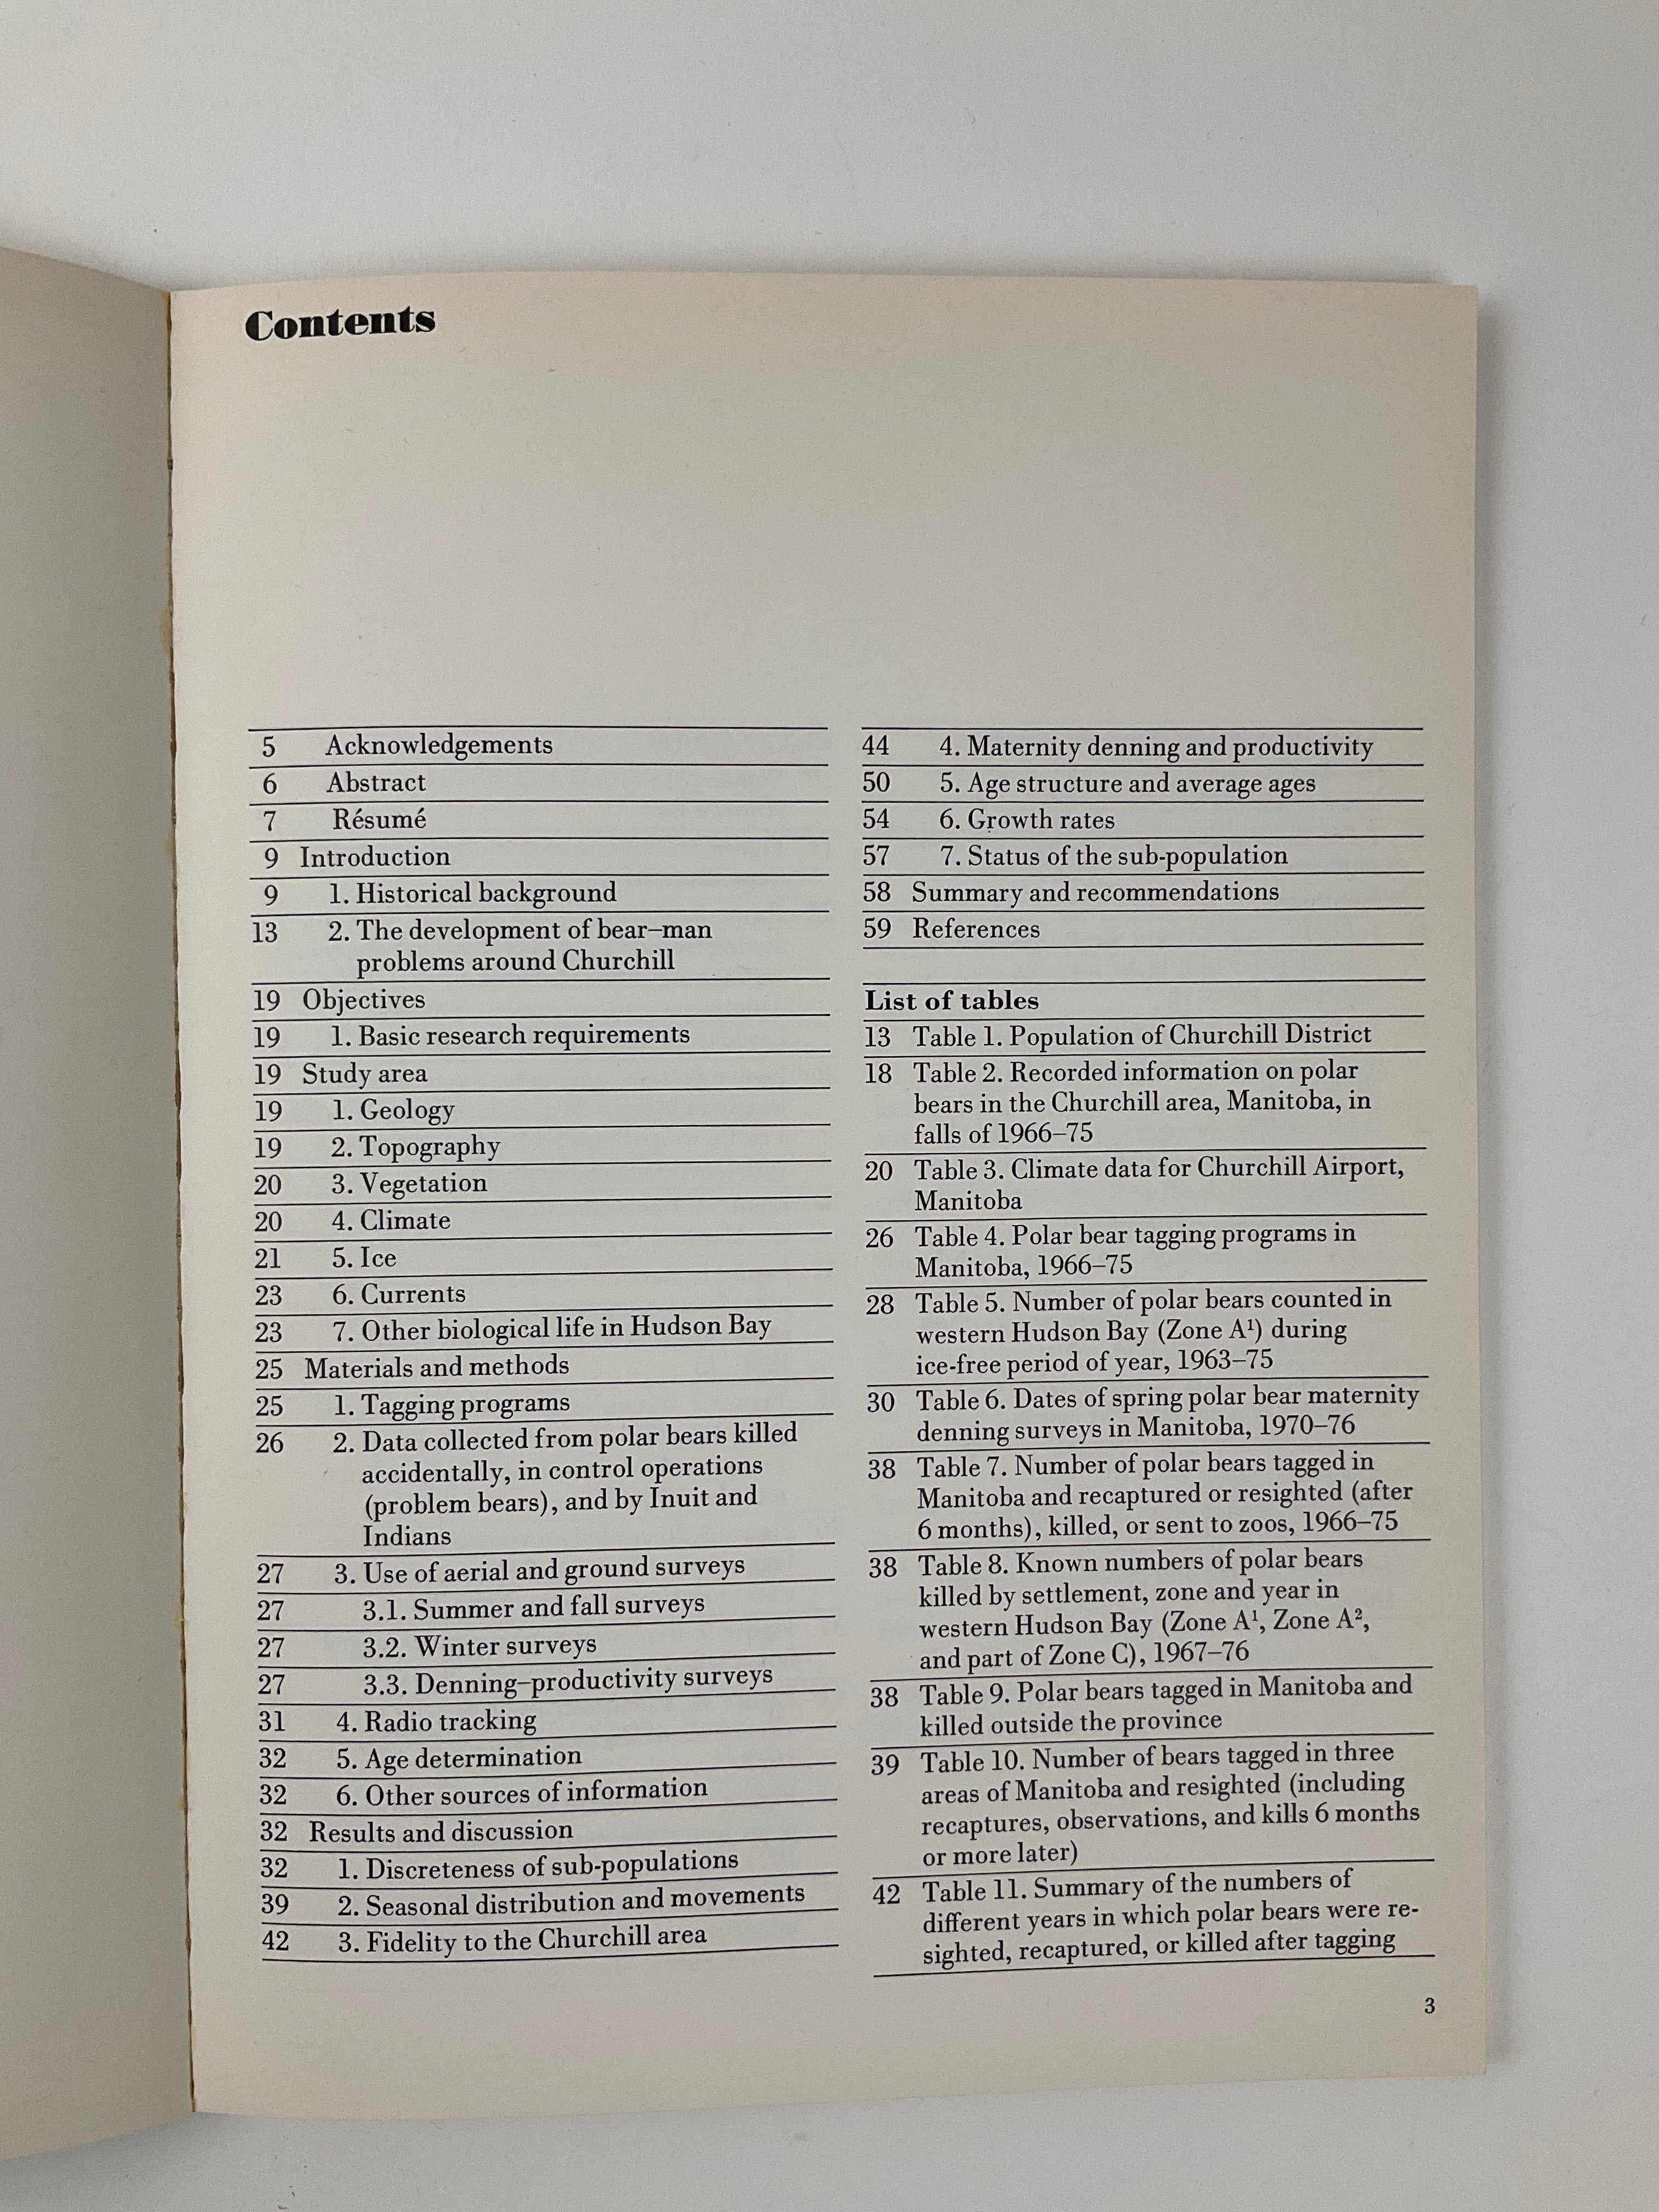 Contents
5 Acknowledgements
6 Abstract
7 Résumé
9 Introduction
9 1. Historical background
13 2. The development of bear–man
problems around Churchill
19 Objectives
19 1. Basic research requirements
19 Study area
19 1. Geology
19 2. Topography
20 3. Vegetation
20 4. Climate
21 5. Ice
23 6. Currents
23 7. Other biological life in Hudson Bay
25 Materials and methods
25 1. Tagging programs
26 2. Data collected from polar bears killed
accidentally, in control operations
(problem bears), and by Inuit and
Indians
27 3. Use of aerial and ground surveys
27 3.1. Summer and fall surveys
27 3.2. Winter surveys
27 3.3. Denning–productivity surveys
31 4. Radio tracking
32 5. Age determination
32 6. Other sources of information
32 Results and discussion
32 1. Discreteness of sub-populations
39 2. Seasonal distribution and movements
42 3. Fidelity to the Churchill area
44 4. Maternity denning and productivity
50 5. Age structure and average ages
54 6. Growth rates
57 7. Status of the sub-population
58 Summary and recommendations
59 References
List of tables
13 Table 1. Population of Churchill District
18 Table 2. Recorded information on polar
bears in the Churchill area, Manitoba, in
falls of 1966–75
20 Table 3. Climate data for Churchill Airport,
Manitoba
26 Table 4. Polar bear tagging programs in
Manitoba, 1966–75
28 Table 5. Number of polar bears counted in
western Hudson Bay (Zone A¹) during
ice-free period of year, 1963–75
30 Table 6. Dates of spring polar bear maternity
denning surveys in Manitoba, 1970–76
38 Table 7. Number of polar bears tagged in
Manitoba and recaptured or resighted (after
6 months), killed, or sent to zoos, 1966–75
38 Table 8. Known numbers of polar bears
killed by settlement, zone and year in
western Hudson Bay (Zone A¹, Zone A²,
and part of Zone C), 1967–76
38 Table 9. Polar bears tagged in Manitoba and
killed outside the province
39 Table 10. Number of bears tagged in three
areas of Manitoba and resighted (including
recaptures, observations, and kills 6 months
or more later)
42 Table 11. Summary of the numbers of
different years in which polar bears were re-
sighted, recaptured, or killed after tagging
3